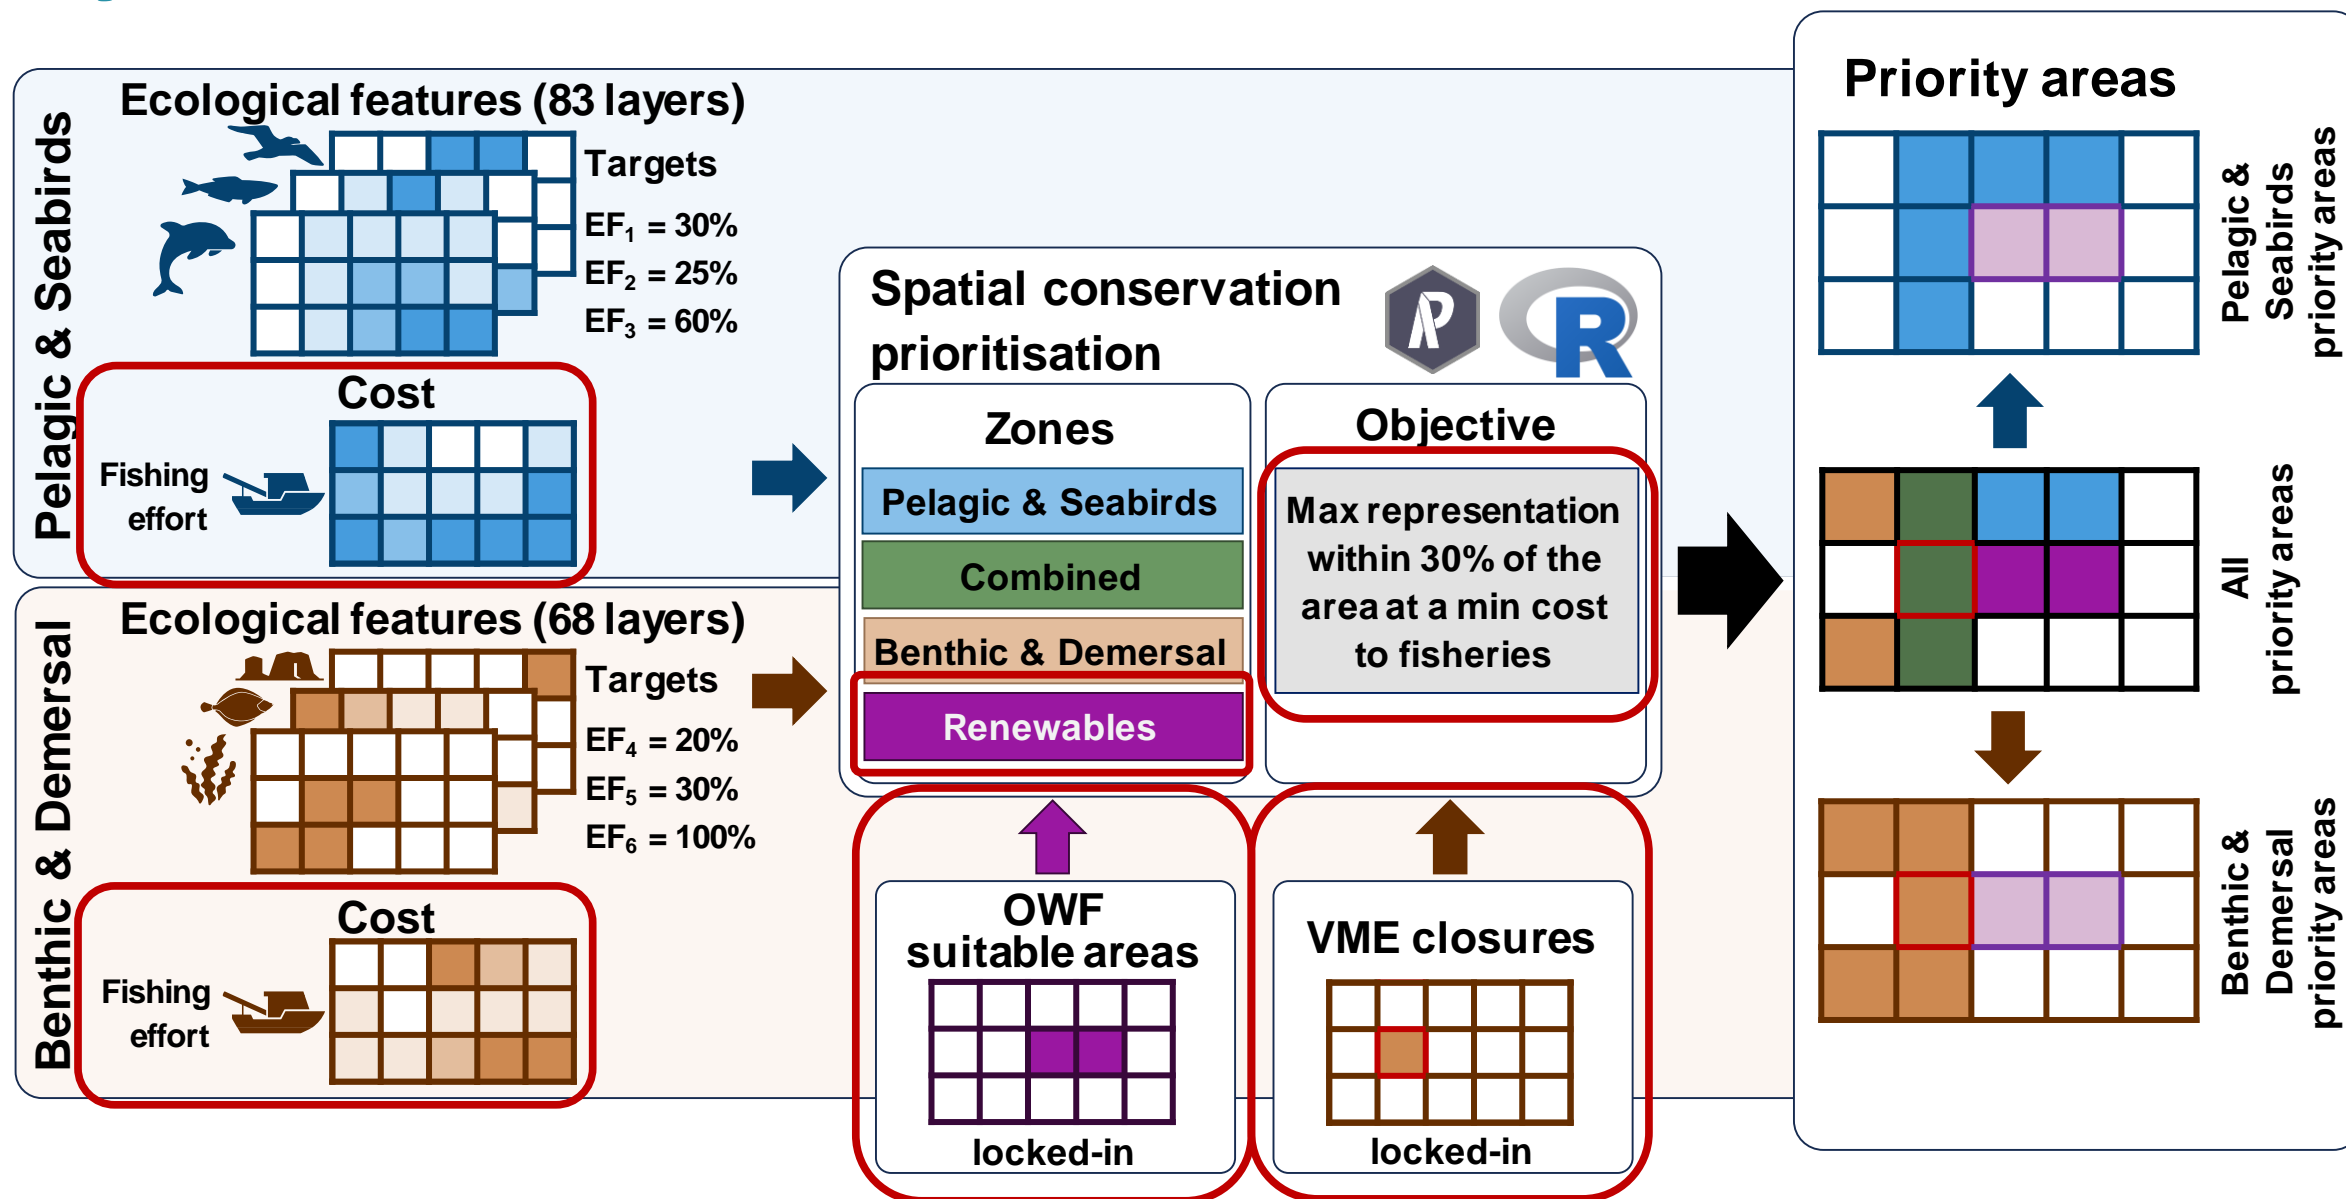 Pelagic & Seabirds
Ecological features (83 layers)
Targets
EF1 = 30%
EF2 = 25%
EF3 = 60%
Cost
Fishing
effort
Benthic & Demersal
Ecological features (68 layers)
Targets
EF4 = 20%
EF5 = 30%
EF6 = 100%
Cost
Fishing
effort
Spatial conservation
prioritisation
P
R
Zones
Pelagic & Seabirds
Combined
Benthic & Demersal
Renewables
Objective
Max representation
within 30% of the
area at a min cost
to fisheries
OWF
suitable areas
locked-in
VME closures
locked-in
Priority areas
Pelagic &
Seabirds
priority areas
All
priority areas
Benthic &
Demersal
priority areas